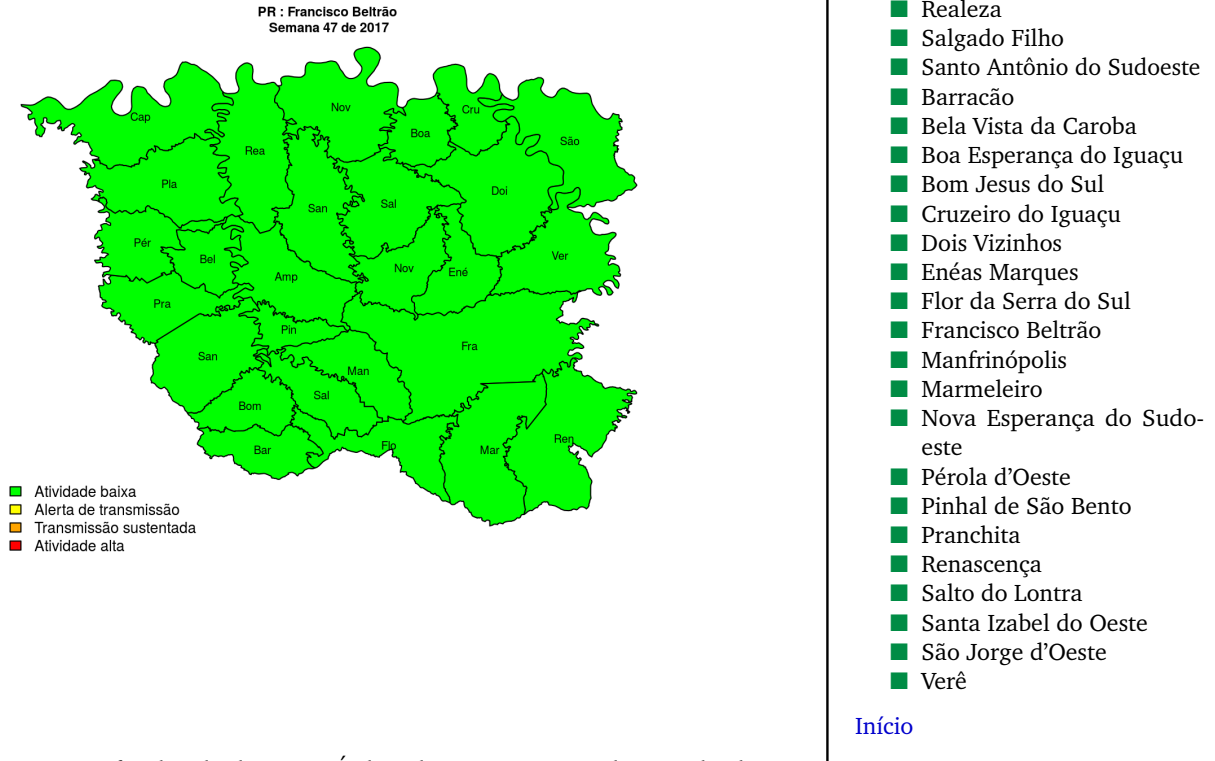 PR : Francisco Beltrão
Semana 47 de 2017
Cap
Nov
Cru
Boa
São
Rea
Pla
Doi
San
Sal
Pér
Bel
Ver
Nov
Ené
Amp
Pra
Pin
Fra
San
Man
Sal
Bom
Ren
Flo
Bar
Mar
Atividade baixa
Alerta de transmissão
Transmissão sustentada
Atividade alta
Realeza
Salgado Filho
Santo Antônio do Sudoeste
Barracão
Bela Vista da Caroba
Boa Esperança do Iguaçu
Bom Jesus do Sul
Cruzeiro do Iguaçu
Dois Vizinhos
Enéas Marques
Flor da Serra do Sul
Francisco Beltrão
Manfrinópolis
Marmeleiro
Nova Esperança do Sudo-
este
Pérola d'Oeste
Pinhal de São Bento
Pranchita
Renascença
Salto do Lontra
Santa Izabel do Oeste
São Jorge d'Oeste
Verê
Início